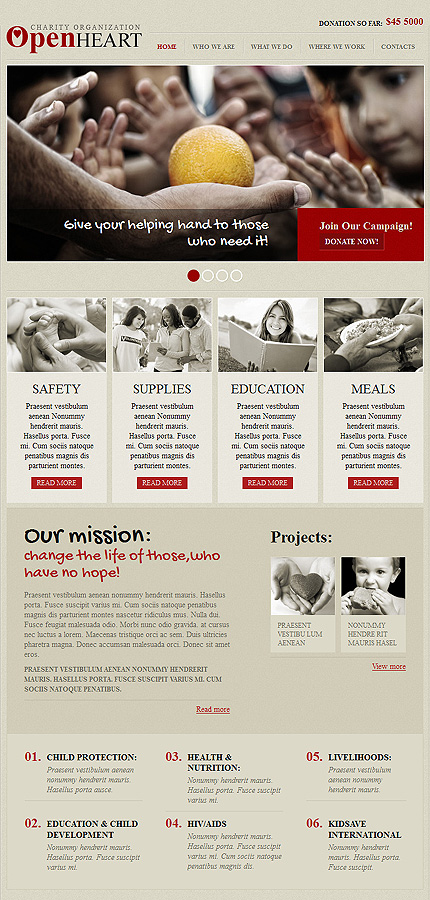 DONATION SO FAR: $45 5000
CHARITY ORGANIZATION
OpenHEART
HOME
WHO WE ARE
WHAT WE DO
WHERE WE WORK
CONTACTS
Give your helping hand to those
who need it!
Join Our Campaign!
DONATE NOW!
SAFETY
Praesent vestibulum
aenean Nonummy
hendrerit mauris.
Hasellus porta. Fusce
mi. Cum sociis natoque
penatibus magnis dis
parturient montes.
READ MORE
SUPPLIES
Praesent vestibulum
aenean Nonummy
hendrerit mauris.
Hasellus porta. Fusce
mi. Cum sociis natoque
penatibus magnis dis
parturient montes.
READ MORE
EDUCATION
Praesent vestibulum
aenean Nonummy
hendrerit mauris.
Hasellus porta. Fusce
mi. Cum sociis natoque
penatibus magnis dis
parturient montes.
READ MORE
MEALS
Praesent vestibulum
aenean Nonummy
hendrerit mauris.
Hasellus porta. Fusce
mi. Cum sociis natoque
penatibus magnis dis
parturient montes.
READ MORE
Our mission:
change the life of those,who
have no hope!
Praesent vestibulum aenean nonummy hendrerit mauris. Hasellus
porta. Fusce suscipit varius mi. Cum sociis natoque penatibus
magnis dis parturient montes nascetur ridiculus mus. Nulla dui.
Fusce feugiat malesuada odio. Morbi nunc odio gravida. at cursus
nec luctus a lorem. Maecenas tristique orci ac sem. Duis ultricies
pharetra magna. Donec accumsan malesuada orci. Donec sit amet
eros.
PRAESENT VESTIBULUM AENEAN NONUMMY HENDRERIT
MAURIS. HASELLUS PORTA. FUSCE SUSCIPIT VARIUS MI. CUM
SOCIIS NATOQUE PENATIBUS.
Read more
Projects:
PRAESENT
VESTIBU LUM
AENEAN
NONUMMY
HENDRE RIT
MAURIS HASEL
View more
01. CHILD PROTECTION:
Praesent vestibulum
aenean nonummy
hendrerit mauris.
Hasellus porta ausce.
03. HEALTH &
NUTRITION:
Nonummy hendrerit mauris.
Hasellus porta. Fusce
suscipit varius mi.
05. LIVELIHOODS:
Praesent vestibulum
aenean nonummy
hendrerit mauris.
02. EDUCATION & CHILD
DEVELOPMENT
Nonummy hendrerit mauris.
Hasellus porta. Fusce suscipit
varius mi.
04. HIV/AIDS
Nonummy hendrerit mauris.
Hasellus porta. Fusce
suscipit varius mi. Cum
sociis natoque penatibus
magnis dis.
06. KIDSAVE
INTERNATIONAL
Nonummy hendrerit mauris.
Hasellus porta. Fusce
suscipit.